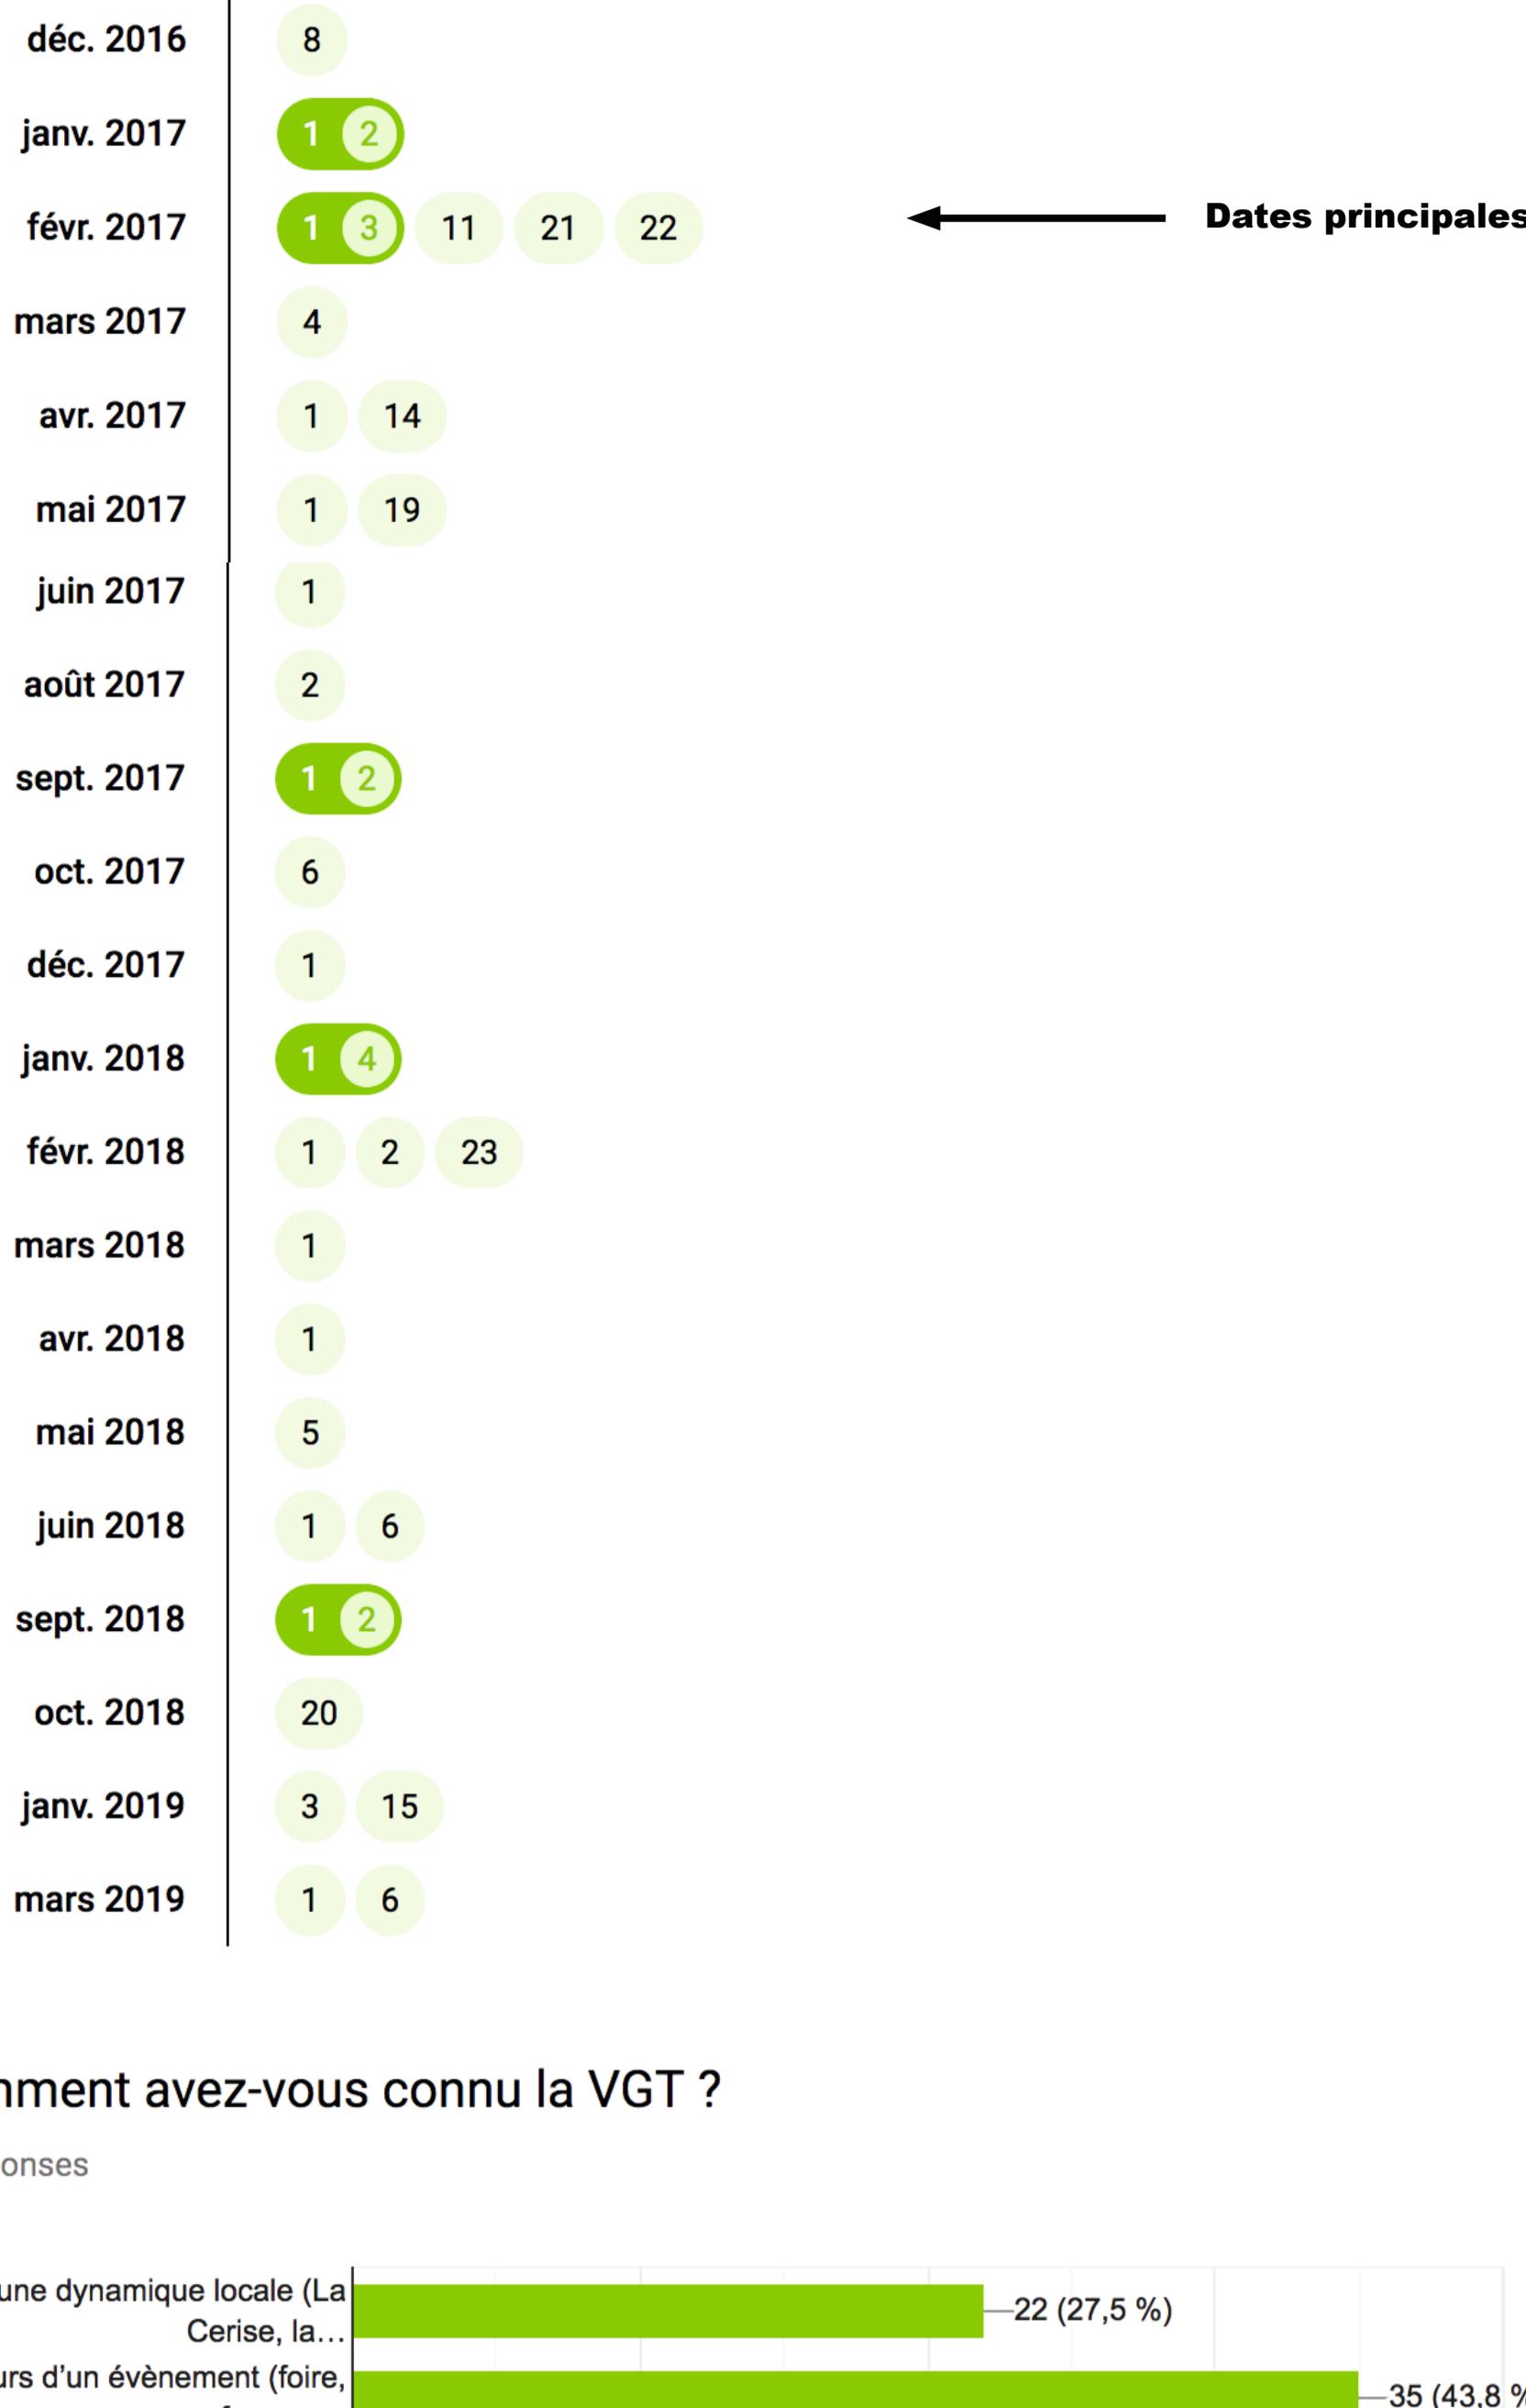 déc. 2016 8
janv. 2017 1 2
févr. 2017 1 3 11 21 22 Dates principales
mars 2017 4
avr. 2017 1 14
mai 2017 1 19
juin 2017 1
août 2017 2
sept. 2017 1 2
oct. 2017 6
déc. 2017 1
janv. 2018 1 4
févr. 2018 1 2 23
mars 2018 1
avr. 2018 1
mai 2018 5
juin 2018 1 6
sept. 2018 1 2
oct. 2018 20
janv. 2019 3 15
mars 2019 1 6
mment avez-vous connu la VGT ?
onses
une dynamique locale (La
Cerise, la…
22 (27,5 %)
urs d'un évènement (foire,
35 (43,8 %